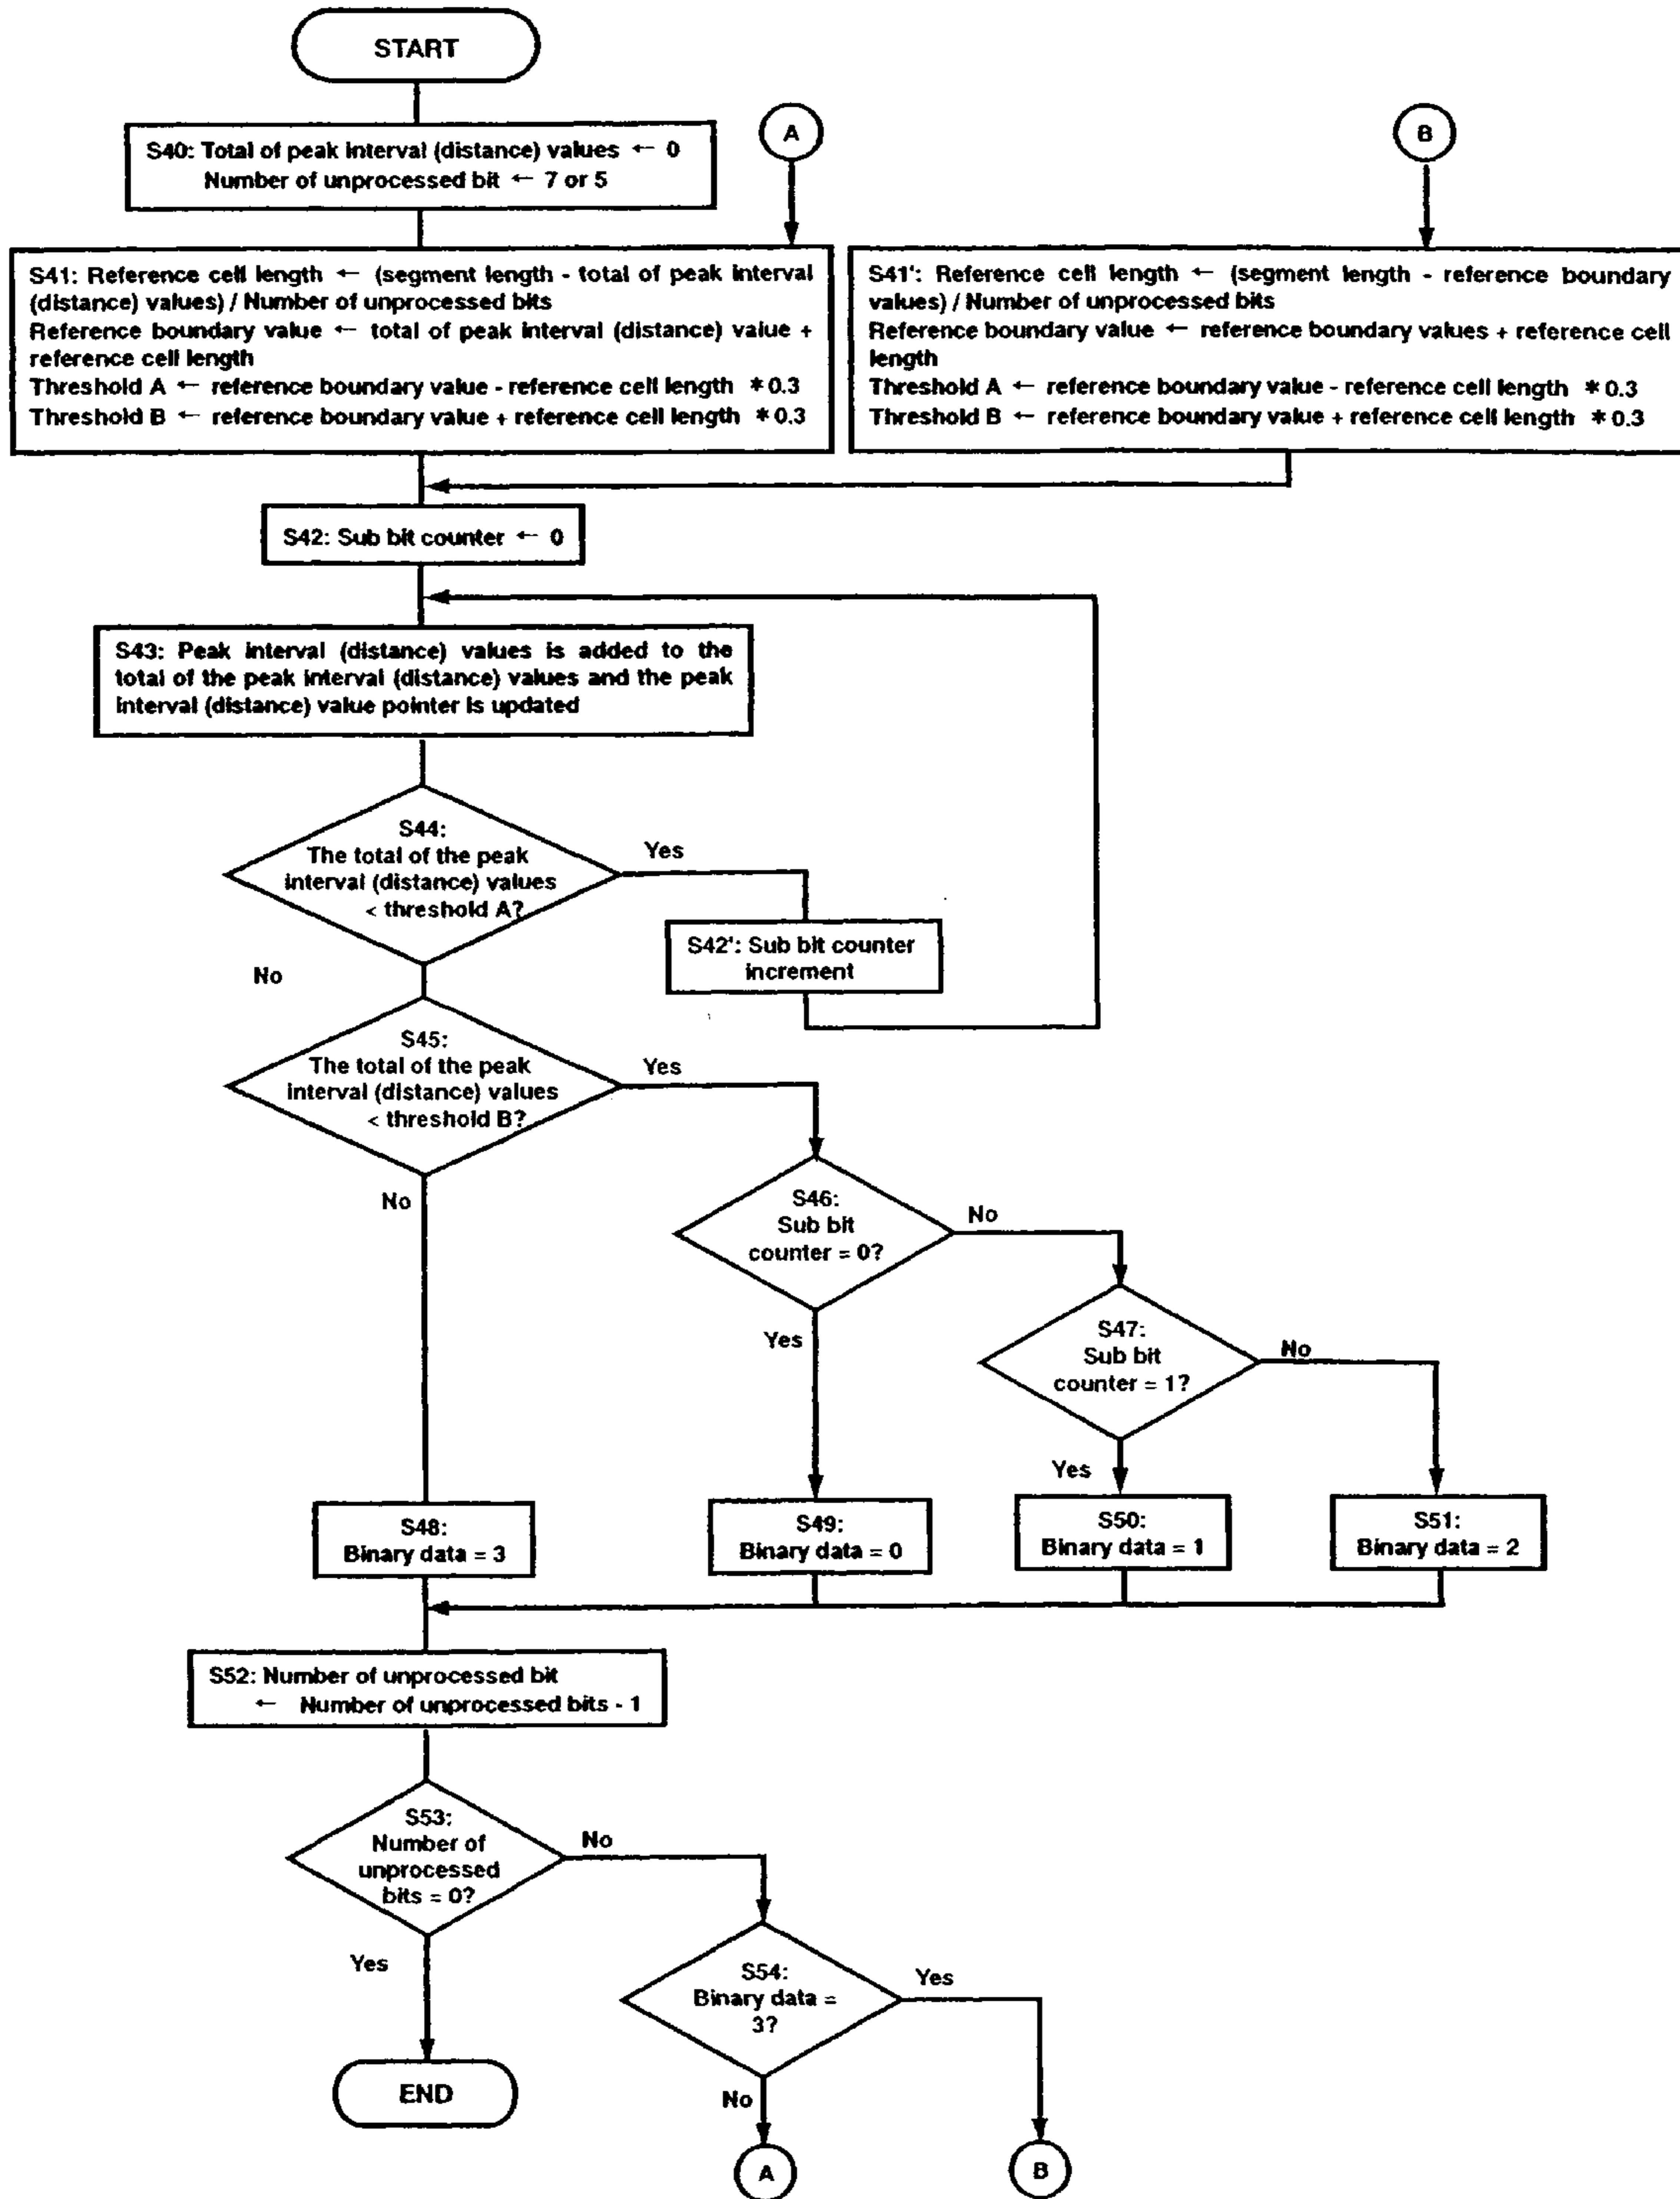 START
A
B
S40: Total of peak interval (distance) values ← 0
Number of unprocessed bit ← 7 or 5
S41: Reference cell length ← (segment length - total of peak interval
(distance) values) / Number of unprocessed bits
Reference boundary value ← total of peak interval (distance) value +
reference cell length
Threshold A ← reference boundary value - reference cell length * 0.3
Threshold B ← reference boundary value + reference cell length * 0.3
S41': Reference cell length ← (segment length - reference boundary
values) / Number of unprocessed bits
Reference boundary value ← reference boundary values + reference cell
length
Threshold A ← reference boundary value - reference cell length * 0.3
Threshold B ← reference boundary value + reference cell length * 0.3
S42: Sub bit counter ← 0
S43: Peak interval (distance) values is added to the
total of the peak interval (distance) values and the peak
interval (distance) value pointer is updated
S44:
The total of the peak
interval (distance) values
< threshold A?
Yes
No
S42': Sub bit counter
increment
S45:
The total of the peak
interval (distance) values
< threshold B?
Yes
No
S46:
Sub bit
counter = 0?
No
Yes
S47:
Sub bit
counter = 1?
No
Yes
S48:
Binary data = 3
S49:
Binary data = 0
S50:
Binary data = 1
S51:
Binary data = 2
S52: Number of unprocessed bit
← Number of unprocessed bits - 1
S53:
Number of
unprocessed
bits = 0?
No
Yes
S54:
Binary data =
3?
Yes
No
END
A
B